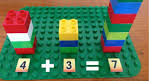 4 + 3 = 7